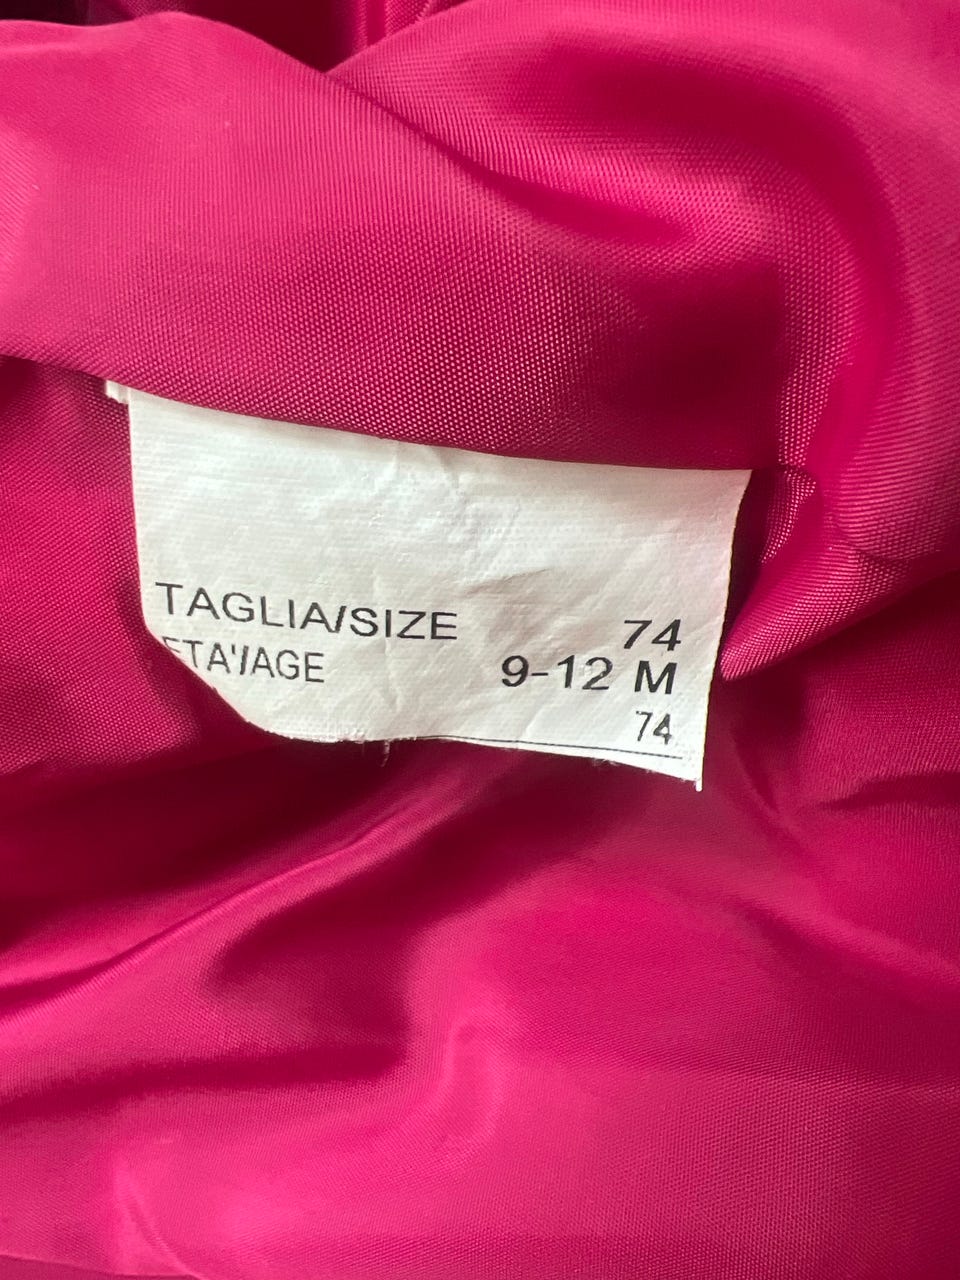 TAGLIA/SIZE 74
ETA'/AGE 9-12 M
74